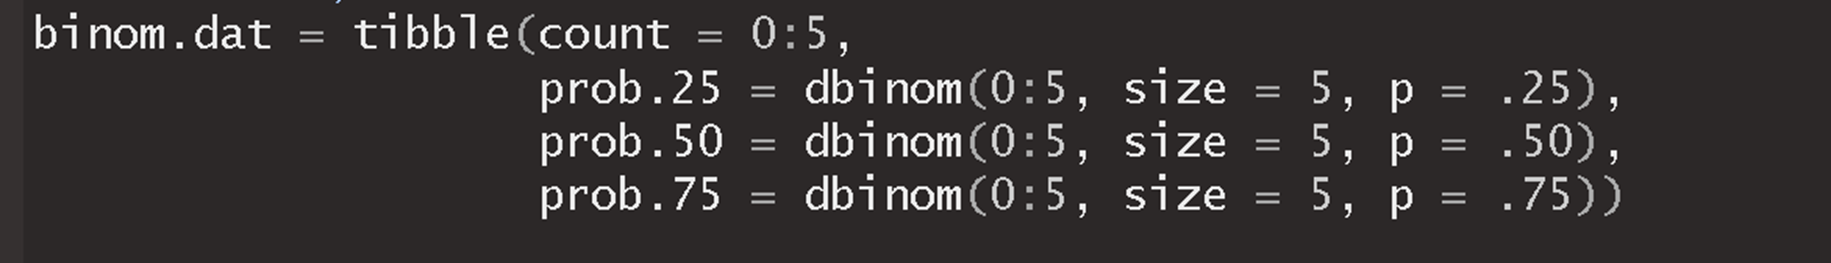 binom.dat = tibble(count = 0:5,
prob.25 = dbinom(0:5, size = 5, p = .25),
prob.50 = dbinom(0:5, size = 5, p = .50),
prob.75 = dbinom(0:5, size = 5, p = .75))